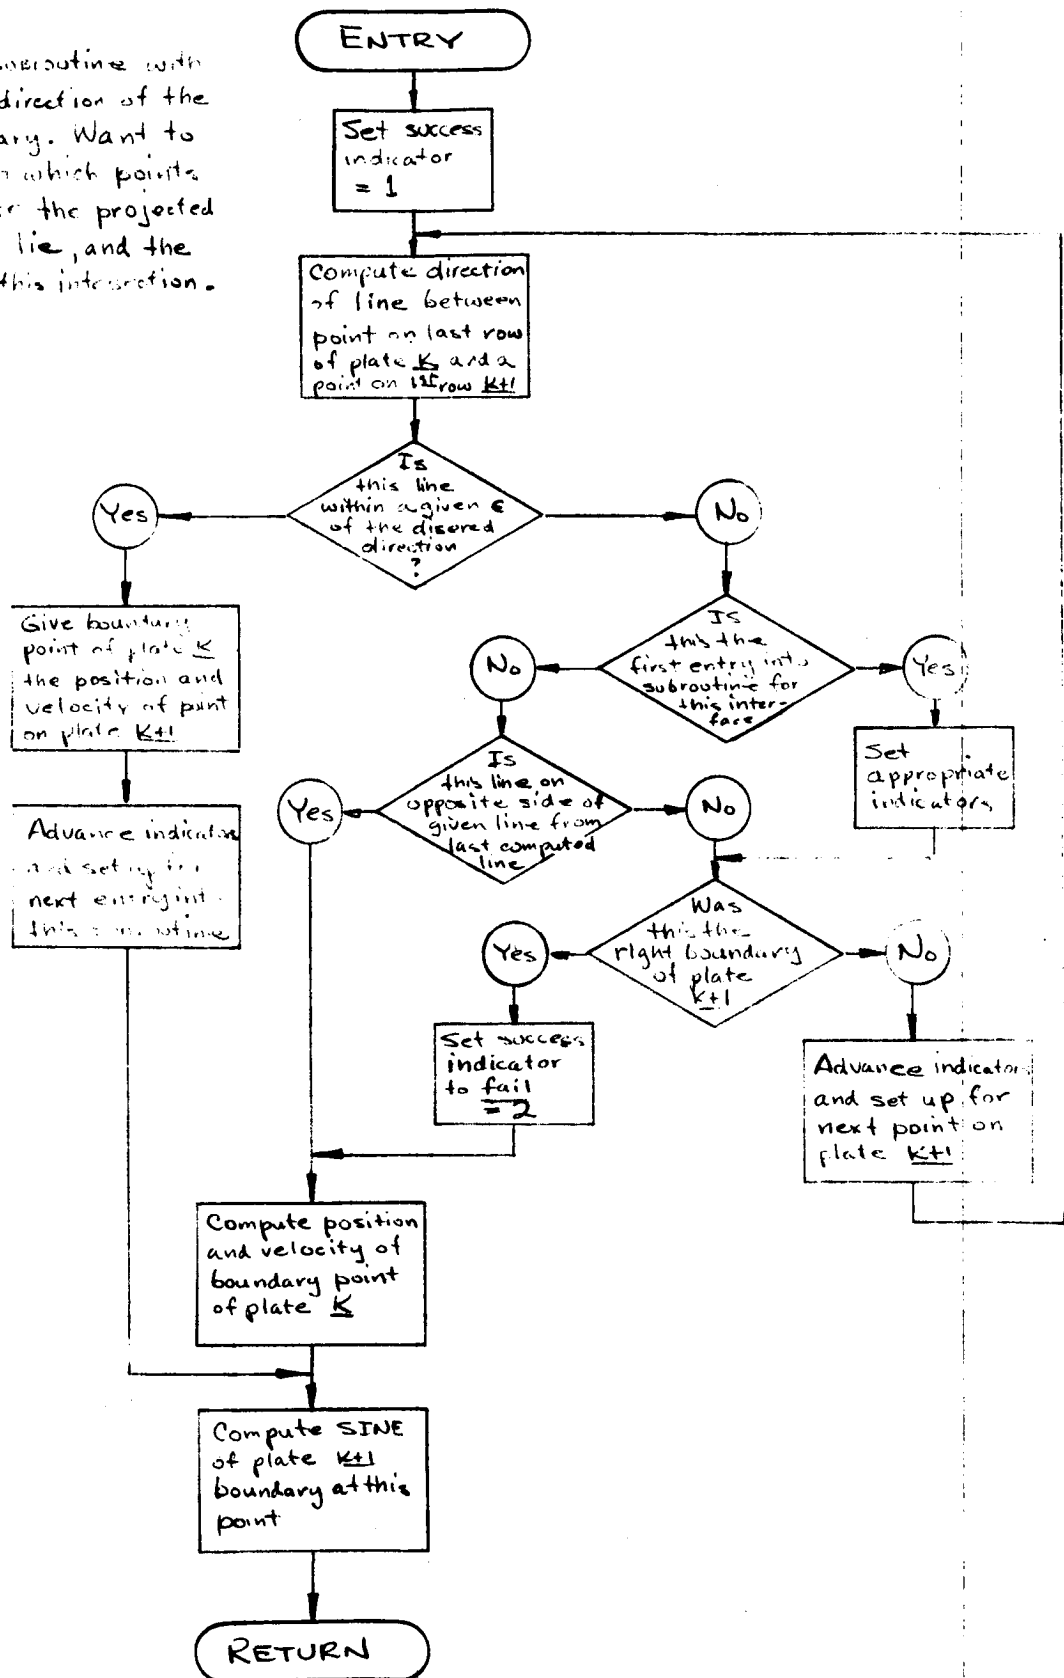 ENTRY
with
direction of the
ary. Want to
which points
the projected
lie, and the
this intersection.
Set success
indicator
= 1
Compute direction
of line between
point on last row
of plate K and a
point on 1st row K+1
Is
this line
within a given ε
of the disered
direction
?
Yes
No
Give boundary
point of plate K
the position and
velocity of point
on plate K+1
Advance indicators
and set up for
next entry into
this subroutine
Is
this the
first entry into
subroutine for
this inter-
face
No
Yes
Set
appropriate
indicators
Is
this line on
opposite side of
given line from
last computed
line
Yes
No
Was
this the
right boundary
of plate
K+1
Yes
No
Set success
indicator
to fail
= 2
Advance indicator
and set up for
next point on
plate K+1
Compute position
and velocity of
boundary point
of plate K
Compute SINE
of plate K+1
boundary at this
point
RETURN